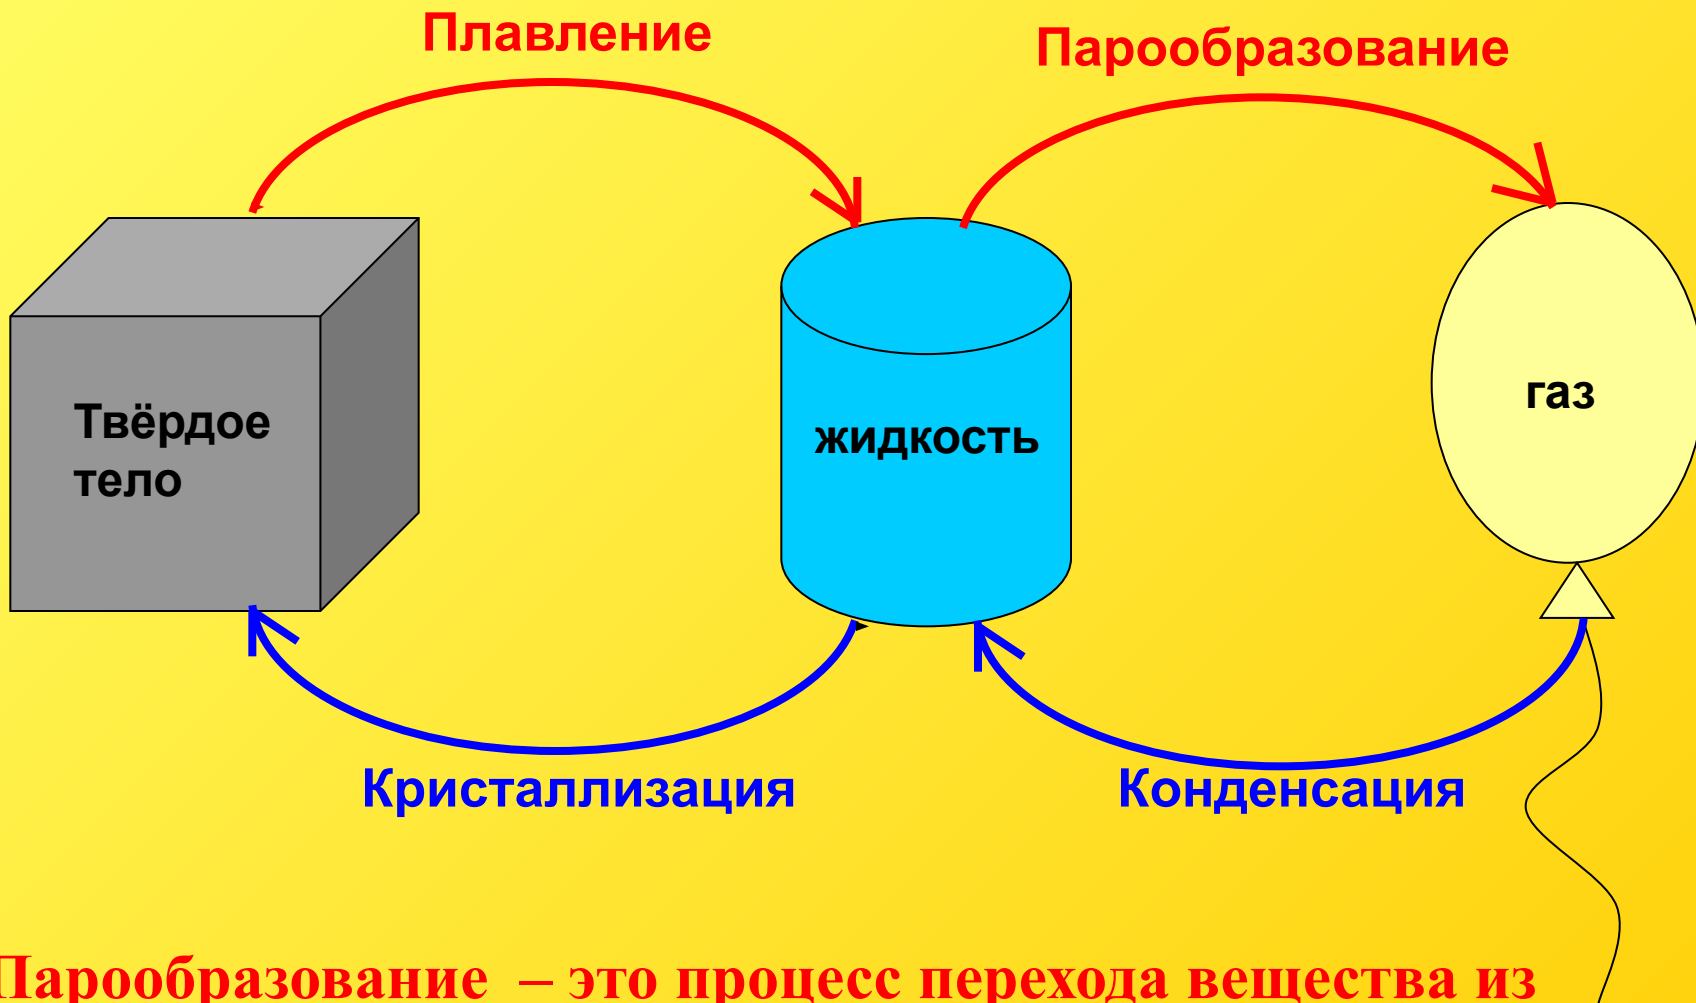 Плавление
Парообразование
Твёрдое
тело
жидкость
газ
Кристаллизация
Конденсация
Парообразование – это процесс перехода вещества из